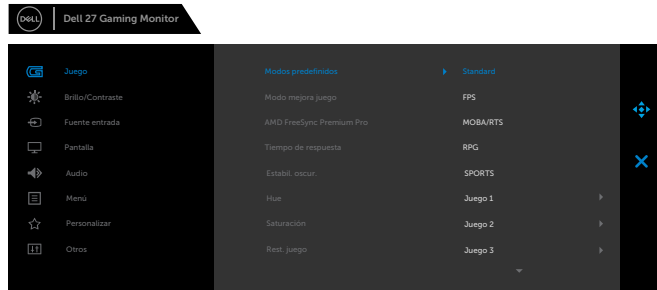 DELL
Dell 27 Gaming Monitor
Juego
Modos predefinidos
Standard
Brillo/Contraste
Modo mejora juego
FPS
Fuente entrada
AMD FreeSync Premium Pro
MOBA/RTS
Pantalla
Tiempo de respuesta
RPG
Audio
Estabil. oscur.
SPORTS
Menú
Hue
Juego 1
Personalizar
Saturación
Juego 2
Otros
Rest. juego
Juego 3